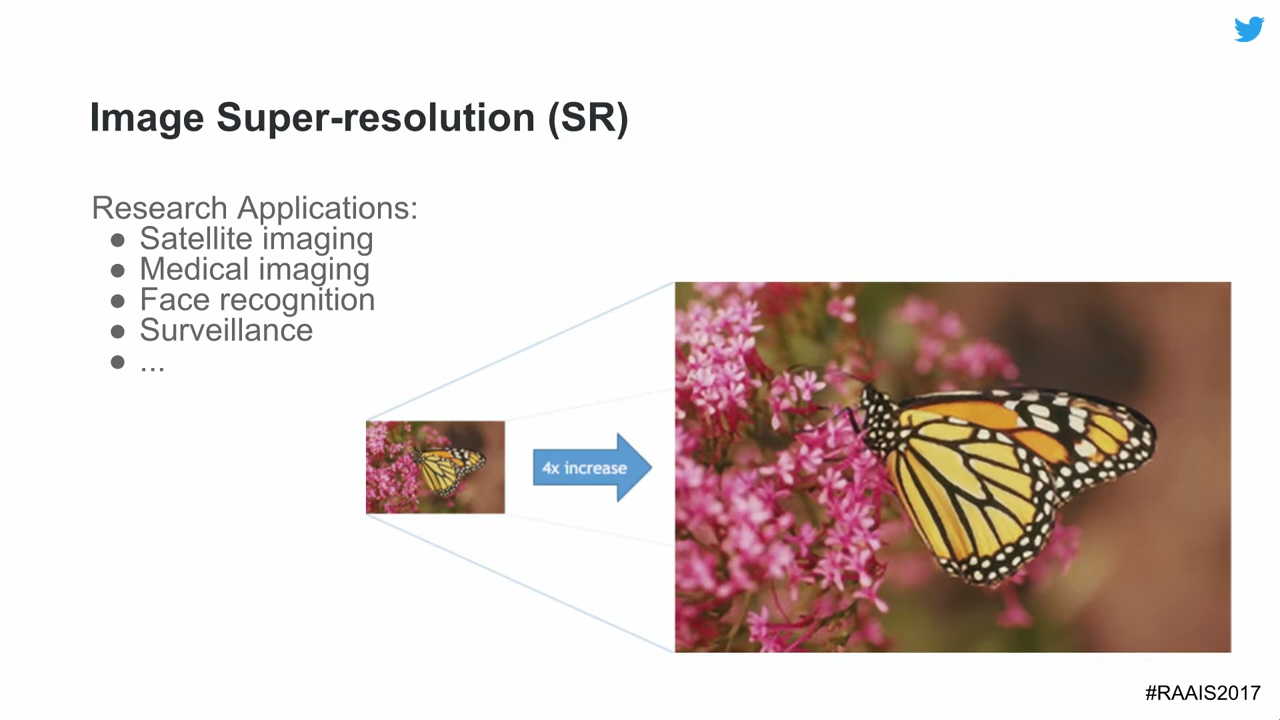 Image Super-resolution (SR)
Research Applications:
● Satellite imaging
● Medical imaging
● Face recognition
● Surveillance
● ...
4x increase
#RAAIS2017